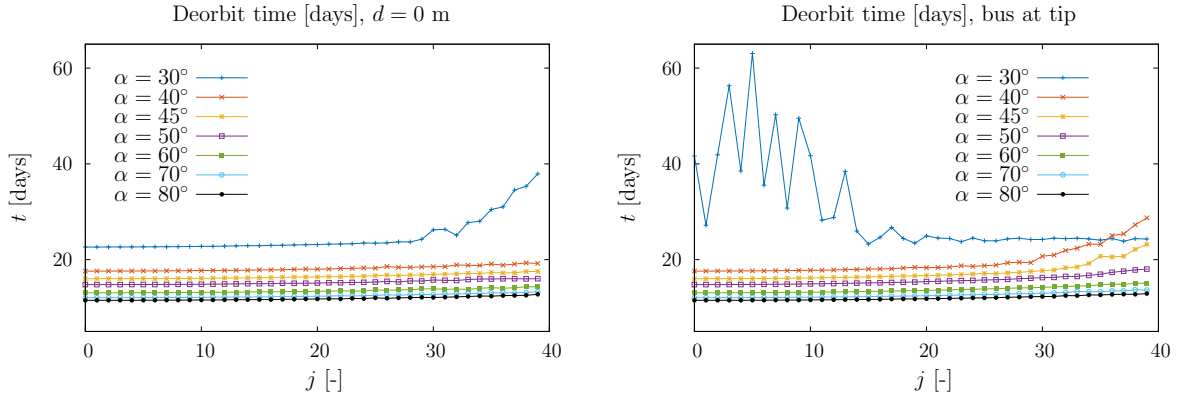 Deorbit time [days], d = 0 m
t [days]
60
40
20
0
10
20
30
40
j [-]
α = 30°
α = 40°
α = 45°
α = 50°
α = 60°
α = 70°
α = 80°
Deorbit time [days], bus at tip
t [days]
60
40
20
0
10
20
30
40
j [-]
α = 30°
α = 40°
α = 45°
α = 50°
α = 60°
α = 70°
α = 80°